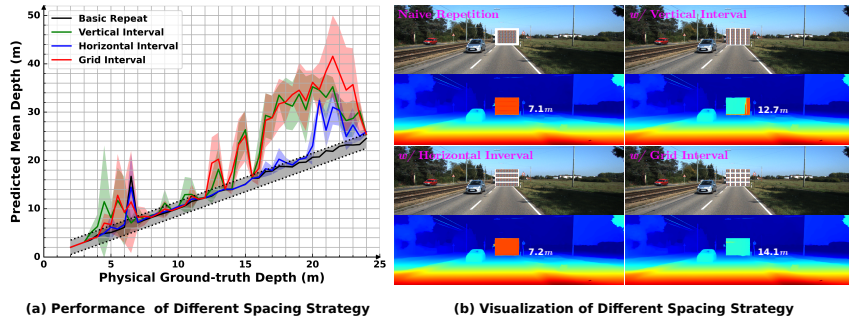 Basic Repeat
Vertical Interval
Horizontal Interval
Grid Interval
Predicted Mean Depth (m)
50
40
30
20
10
0
0 5 10 15 20 25
Physical Ground-truth Depth (m)
(a) Performance of Different Spacing Strategy
Naive Repetition
w. Vertical Interval
7.1m
12.7m
w. Horizontal Inverval
w. Grid Interval
7.2m
14.1m
(b) Visualization of Different Spacing Strategy